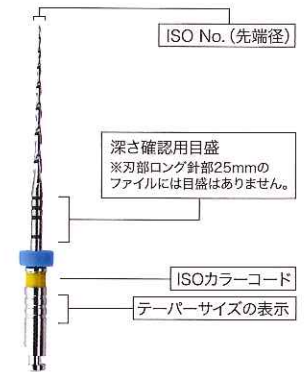 ISO No.（先端径）
深さ確認用目盛
※刃部ロング針部25mmの
ファイルには目盛はありません。
ISOカラーコード
テーパーサイズの表示